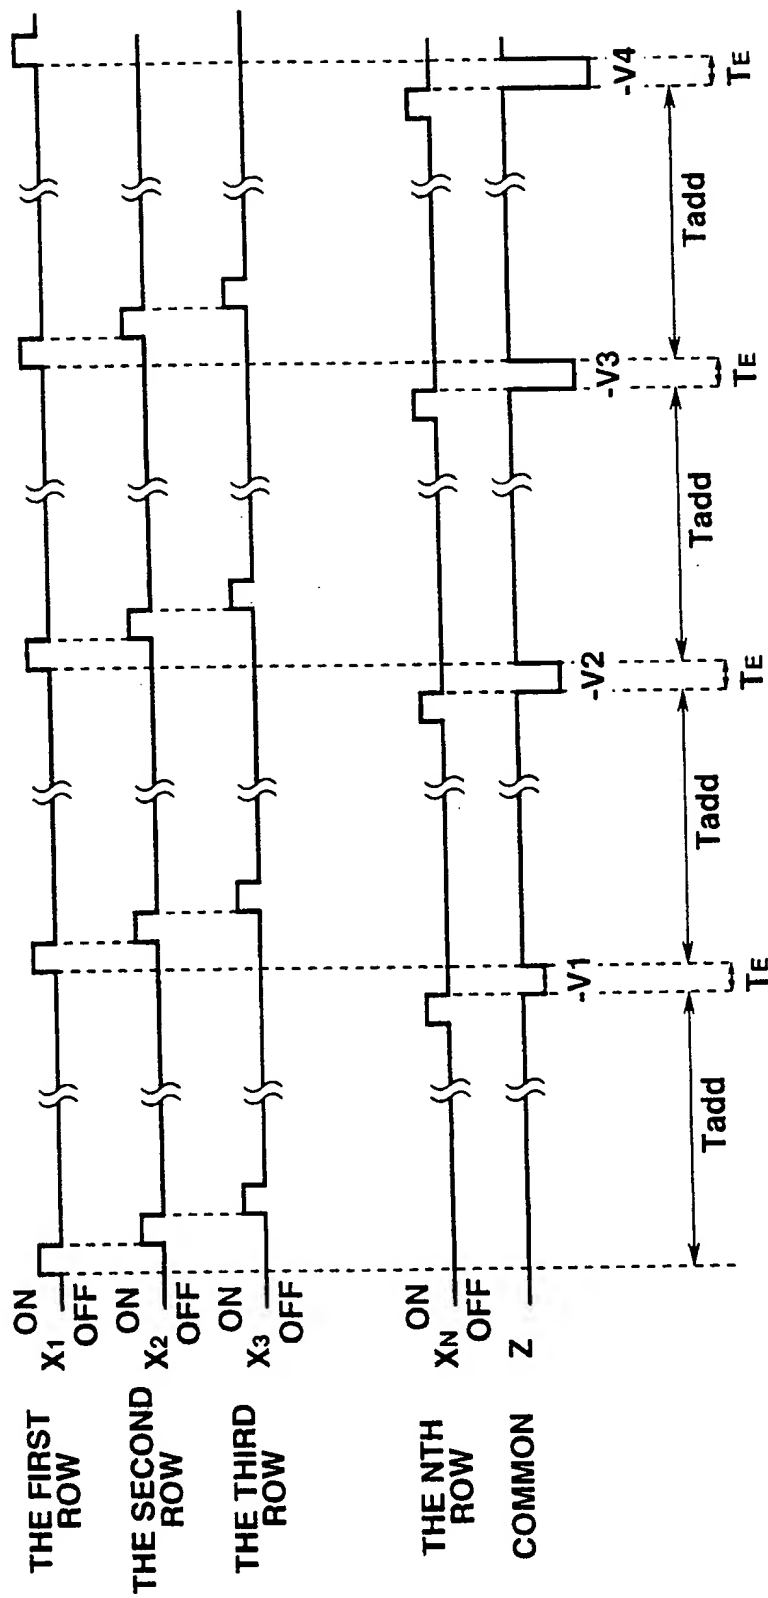 THE FIRST
ROW
ON
X1
OFF
THE SECOND
ROW
ON
X2
OFF
THE THIRD
ROW
ON
X3
OFF
THE NTH
ROW
ON
XN
OFF
COMMON
Z
-V1
-V2
-V3
-V4
Tadd
TE
Tadd
TE
Tadd
TE
Tadd
TE